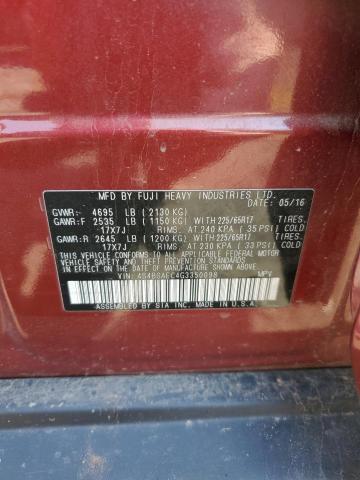 MFD BY FUJI HEAVY INDUSTRIES LTD.
DATE: 05/16
GVWR: 4695 LB ( 2130 KG)
GAWR:F 2535 LB ( 1150 KG) WITH 225/65R17 TIRES,
17X7J RIMS, AT 240 KPA ( 35 PSI) COLD
GAWR:R 2645 LB ( 1200 KG) WITH 225/65R17 TIRES,
17X7J RIMS, AT 230 KPA ( 33 PSI) COLD
THIS VEHICLE CONFORMS TO ALL APPLICABLE
FEDERAL MOTOR VEHICLE SAFETY AND THEFT
PREVENTION STANDARDS IN EFFECT ON THE DATE
OF MANUFACTURE SHOWN ABOVE.
VIN: 4S4BSAEC4G3350098 MPV
ASSEMBLED BY SIA INC. MADE IN U.S.A